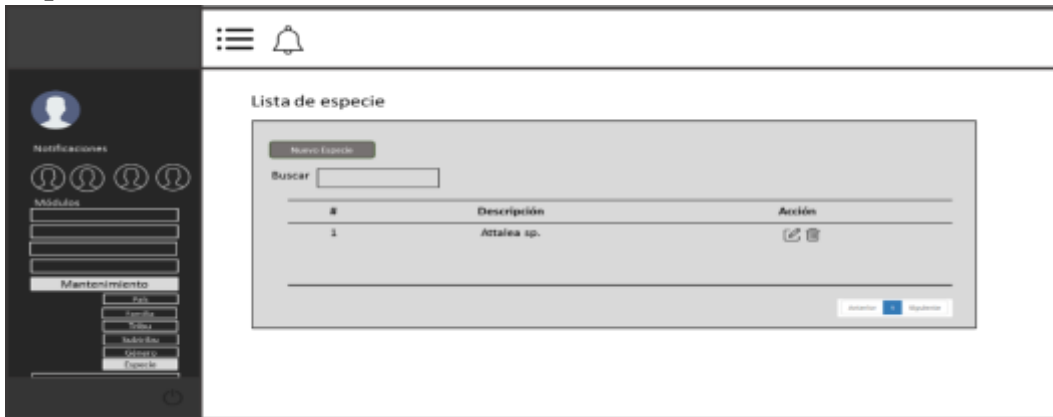 Lista de especie
Notificaciones
Nuevo Especie
Buscar
Módulos
# Descripción Acción
1 Attalea sp.
Mantenimiento
País
Familia
Tribu
Subtribu
Género
Especie
Anterior 1 Siguiente